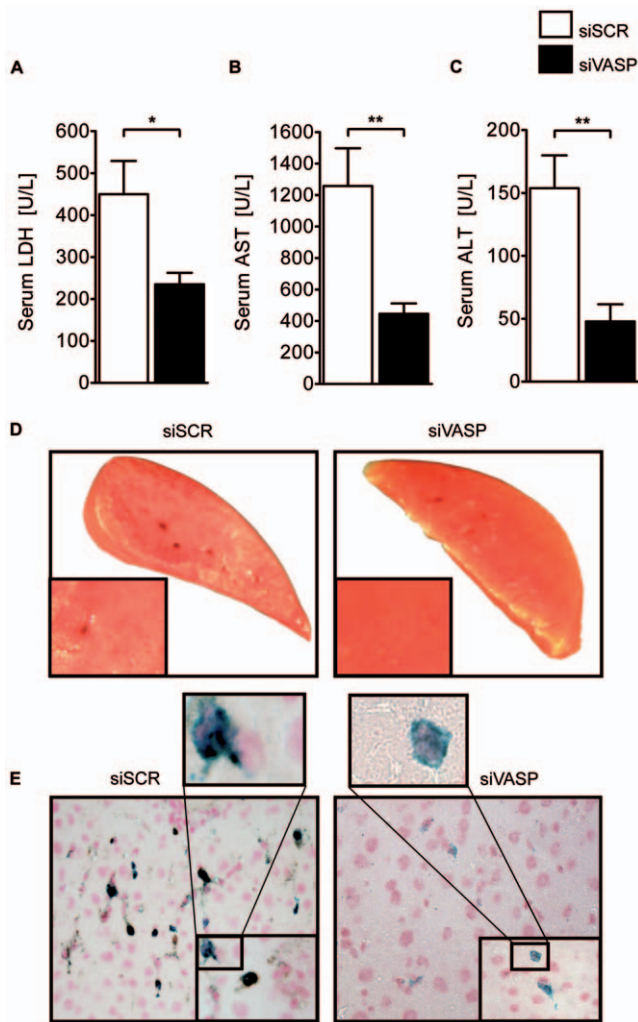 siSCR
siVASP
A
B
C
*
**
**
Serum LDH [U/L]
600
500
400
300
200
100
0
Serum AST [U/L]
1600
1400
1200
1000
800
600
400
200
0
Serum ALT [U/L]
200
150
100
50
0
D
siSCR
siVASP
E
siSCR
siVASP